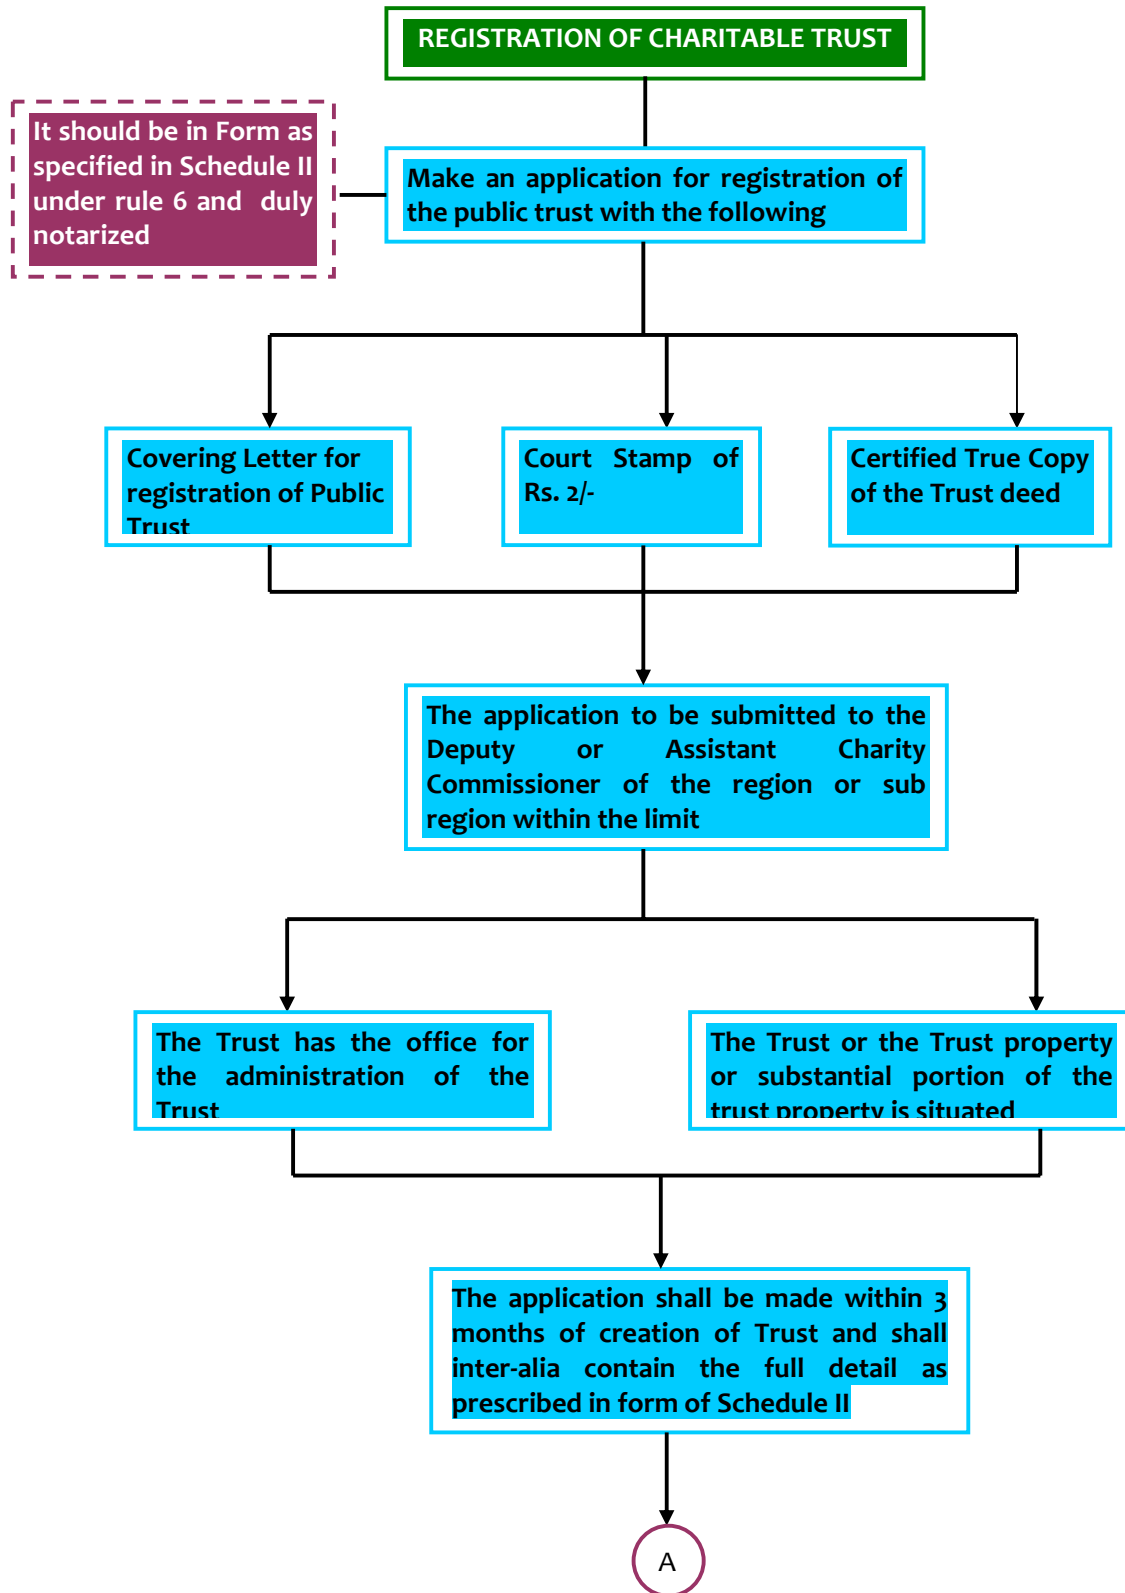 REGISTRATION OF CHARITABLE TRUST
It should be in Form as
specified in Schedule II
under rule 6 and duly
notarized
Make an application for registration of
the public trust with the following
Covering Letter for
registration of Public
Trust
Court Stamp of
Rs. 2/-
Certified True Copy
of the Trust deed
The application to be submitted to the
Deputy or Assistant Charity
Commissioner of the region or sub
region within the limit
The Trust has the office for
the administration of the
Trust
The Trust or the Trust property
or substantial portion of the
trust property is situated
The application shall be made within 3
months of creation of Trust and shall
inter-alia contain the full detail as
prescribed in form of Schedule II
A